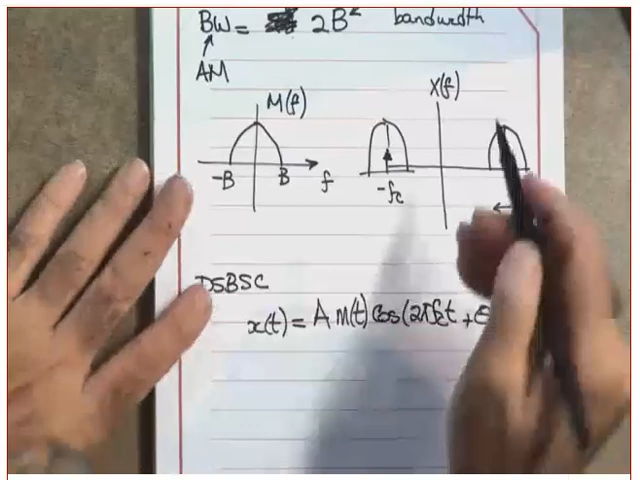 BW = 2B bandwidth
AM
M(f) X(f)
-B B f -fc
DSBSC
x(t) = A m(t) cos(2πfct +